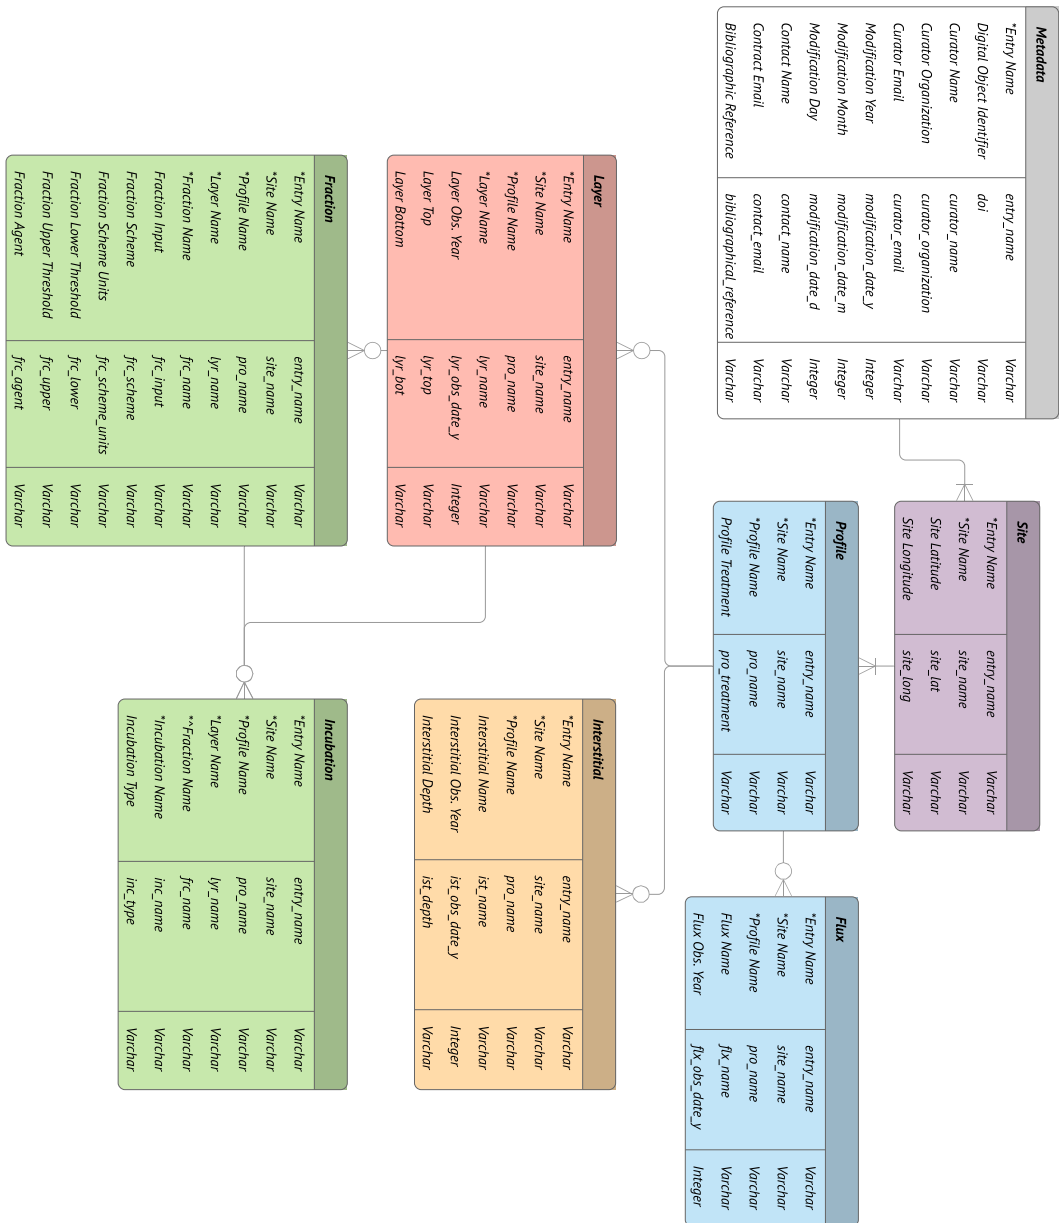 Metadata
*Entry Name entry_name Varchar
Digital Object Identifier doi Varchar
Curator Name curator_name Varchar
Curator Organization curator_organization Varchar
Curator Email curator_email Varchar
Modification Year modification_date_y Integer
Modification Month modification_date_m Integer
Modification Day modification_date_d Integer
Contact Name contact_name Varchar
Contract Email contact_email Varchar
Bibliographic Reference bibliographical_reference Varchar
Site
*Entry Name entry_name Varchar
*Site Name site_name Varchar
Site Latitude site_lat Varchar
Site Longitude site_long Varchar
Profile
*Entry Name entry_name Varchar
*Site Name site_name Varchar
*Profile Name pro_name Varchar
Profile Treatment pro_treatment Varchar
Flux
*Entry Name entry_name Varchar
*Site Name site_name Varchar
*Profile Name pro_name Varchar
Flux Name flx_name Varchar
Flux Obs. Year flx_obs_date_y Integer
Layer
*Entry Name entry_name Varchar
*Site Name site_name Varchar
*Profile Name pro_name Varchar
*Layer Name lyr_name Varchar
Layer Obs. Year lyr_obs_date_y Integer
Layer Top lyr_top Varchar
Layer Bottom lyr_bot Varchar
Interstitial
*Entry Name entry_name Varchar
*Site Name site_name Varchar
*Profile Name pro_name Varchar
Interstitial Name ist_name Varchar
Interstitial Obs. Year ist_obs_date_y Integer
Interstitial Depth ist_depth Varchar
Fraction
*Entry Name entry_name Varchar
*Site Name site_name Varchar
*Profile Name pro_name Varchar
*Layer Name lyr_name Varchar
*Fraction Name frc_name Varchar
Fraction Input frc_input Varchar
Fraction Scheme frc_scheme Varchar
Fraction Scheme Units frc_scheme_units Varchar
Fraction Lower Threshold frc_lower Varchar
Fraction Upper Threshold frc_upper Varchar
Fraction Agent frc_agent Varchar
Incubation
*Entry Name entry_name Varchar
*Site Name site_name Varchar
*Profile Name pro_name Varchar
*Layer Name lyr_name Varchar
*^Fraction Name frc_name Varchar
*Incubation Name inc_name Varchar
Incubation Type inc_type Varchar